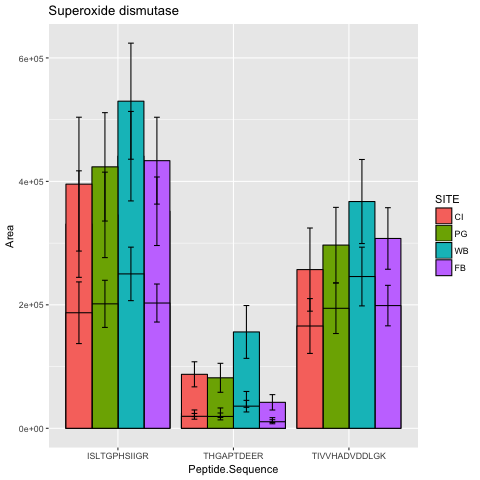 Superoxide dismutase
6e+05
4e+05
2e+05
0e+00
Area
ISLTGPHSIIGR THGAPTDEER TIVVHADVDDLGK
Peptide.Sequence
SITE
CI
PG
WB
FB